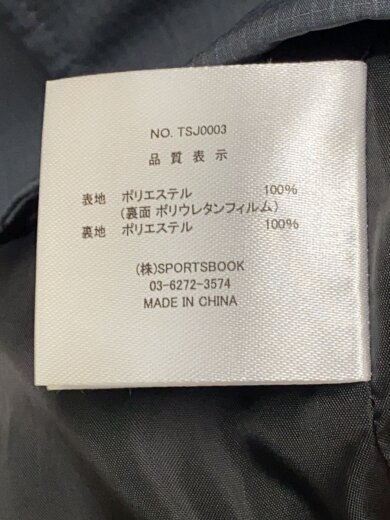 NO. TSJ0003
品質表示
表地 ポリエステル 100%
(裏面 ポリウレタンフィルム)
裏地 ポリエステル 100%
(株)SPORTSBOOK
03-6272-3574
MADE IN CHINA